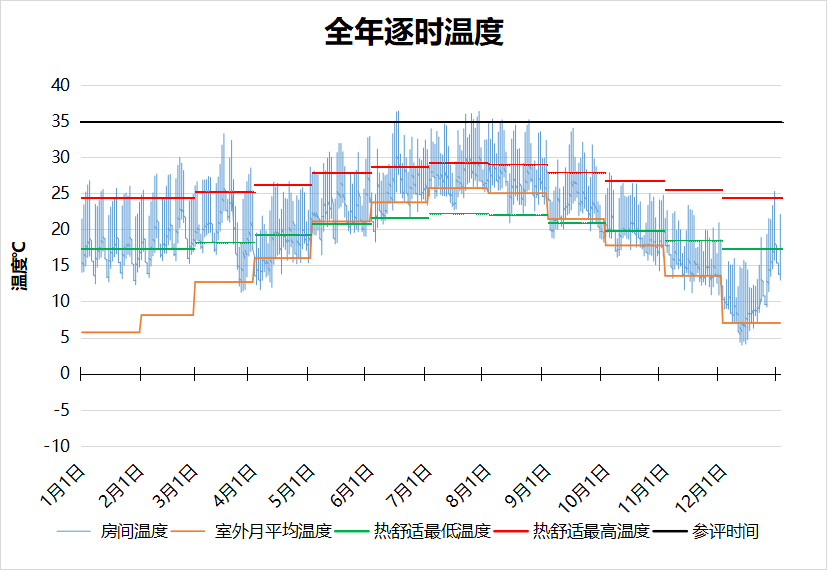 全年逐时温度
40
35
30
25
20
15
10
5
0
-5
-10
温度℃
1月1日
2月1日
3月1日
4月1日
5月1日
6月1日
7月1日
8月1日
9月1日
10月1日
11月1日
12月1日
房间温度 室外月平均温度 热舒适最低温度 热舒适最高温度 参评时间